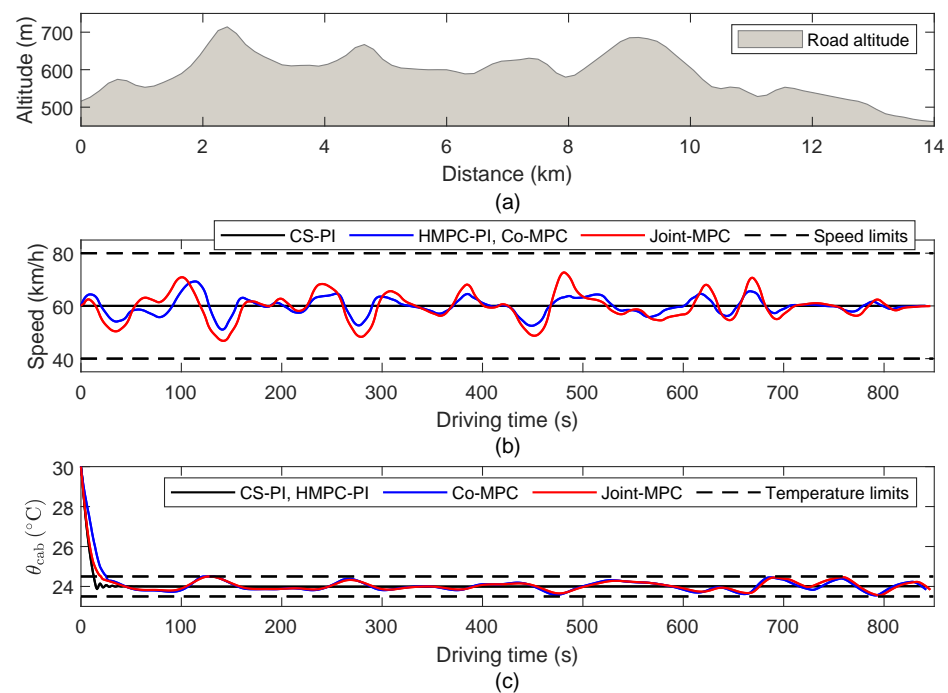 700
600
500
Altitude (m)
Road altitude
0 2 4 6 8 10 12 14
Distance (km)
(a)
CS-PI HMPC-PI, Co-MPC Joint-MPC Speed limits
80
60
40
Speed (km/h)
0 100 200 300 400 500 600 700 800
Driving time (s)
(b)
30
28
26
24
θcab (°C)
CS-PI, HMPC-PI Co-MPC Joint-MPC Temperature limits
0 100 200 300 400 500 600 700 800
Driving time (s)
(c)